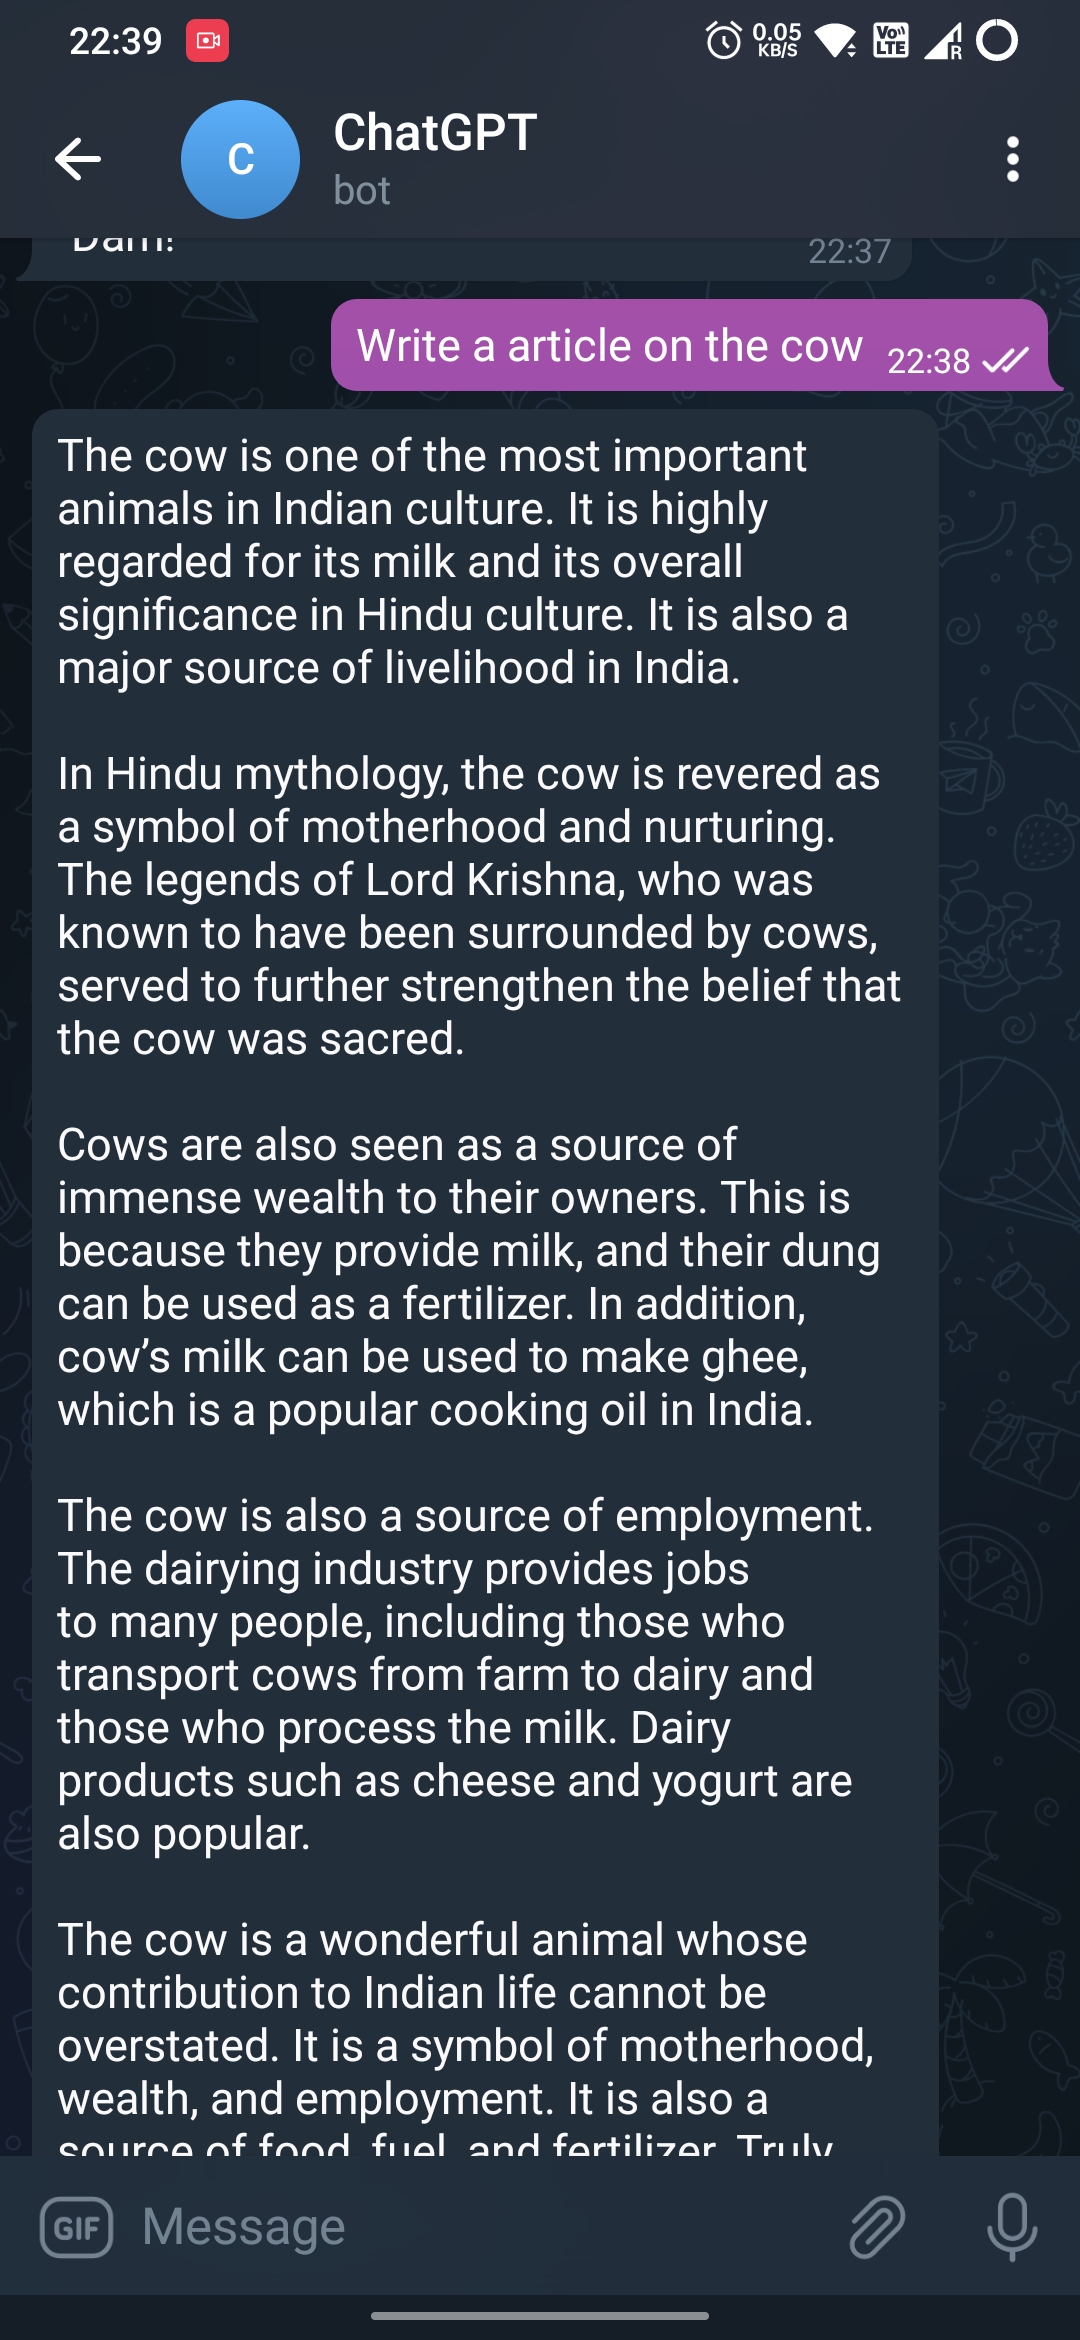 22:39
0.05
KB/S
Vo))
LTE
R
C
ChatGPT
bot
22:37
Write a article on the cow 22:38
The cow is one of the most important
animals in Indian culture. It is highly
regarded for its milk and its overall
significance in Hindu culture. It is also a
major source of livelihood in India.
In Hindu mythology, the cow is revered as
a symbol of motherhood and nurturing.
The legends of Lord Krishna, who was
known to have been surrounded by cows,
served to further strengthen the belief that
the cow was sacred.
Cows are also seen as a source of
immense wealth to their owners. This is
because they provide milk, and their dung
can be used as a fertilizer. In addition,
cow’s milk can be used to make ghee,
which is a popular cooking oil in India.
The cow is also a source of employment.
The dairying industry provides jobs
to many people, including those who
transport cows from farm to dairy and
those who process the milk. Dairy
products such as cheese and yogurt are
also popular.
The cow is a wonderful animal whose
contribution to Indian life cannot be
overstated. It is a symbol of motherhood,
wealth, and employment. It is also a
source of food, fuel, and fertilizer. Truly
GIF
Message